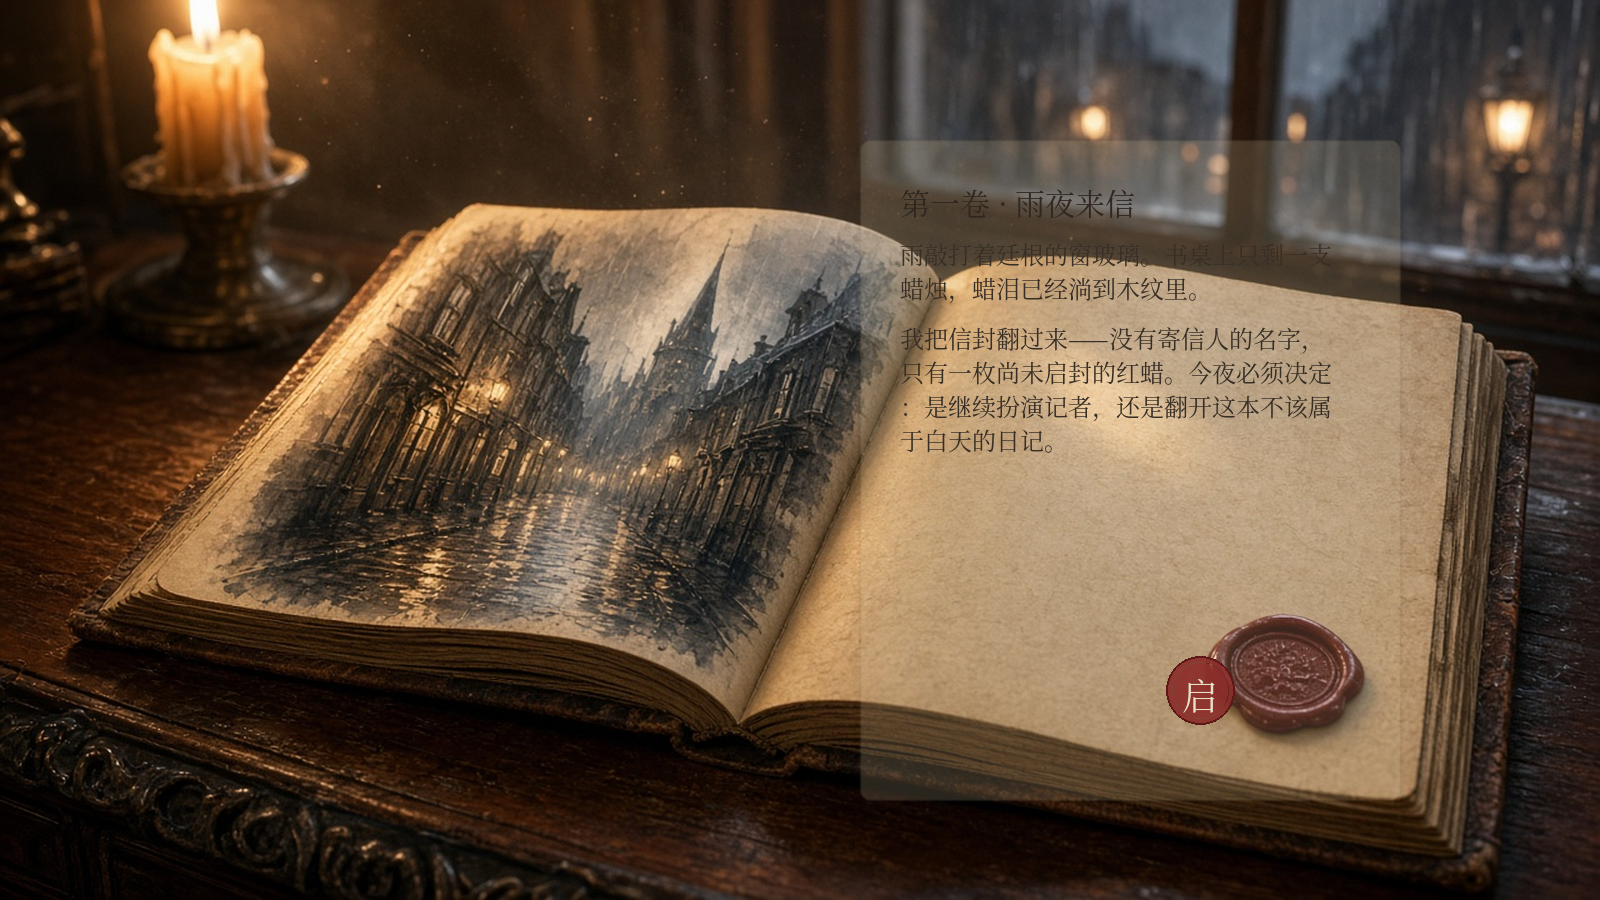 第一卷 · 雨夜来信
雨敲打着廷根的窗玻璃。书桌上只剩一支
蜡烛，蜡泪已经淌到木纹里。
我把信封翻过来——没有寄信人的名字，
只有一枚尚未启封的红蜡。今夜必须决定
：是继续扮演记者，还是翻开这本不该属
于白天的日记。
启